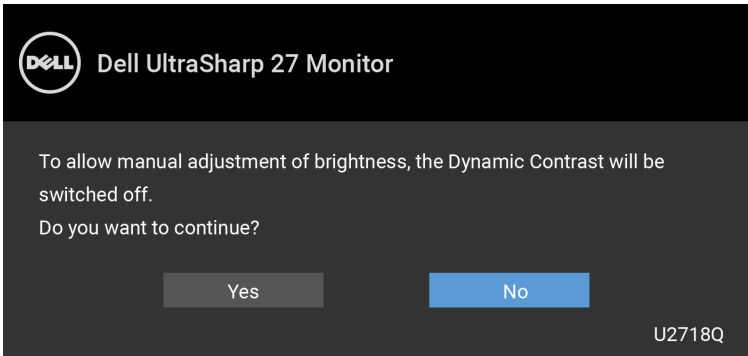 DELL
Dell UltraSharp 27 Monitor
To allow manual adjustment of brightness, the Dynamic Contrast will be
switched off.
Do you want to continue?
Yes No
U2718Q